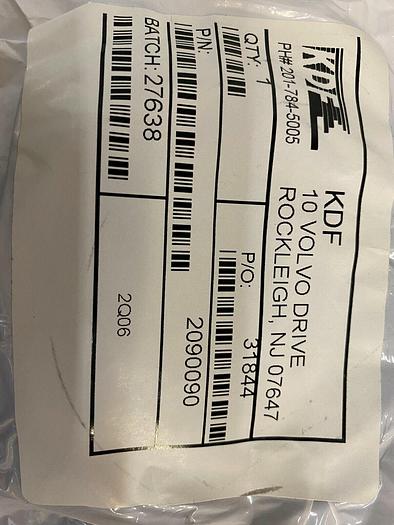 KDF
PH# 201-784-5005
KDF
10 VOLVO DRIVE
ROCKLEIGH, NJ 07647
QTY: 1
P/O: 31844
P/N:
2090090
BATCH: 27638
2Q06